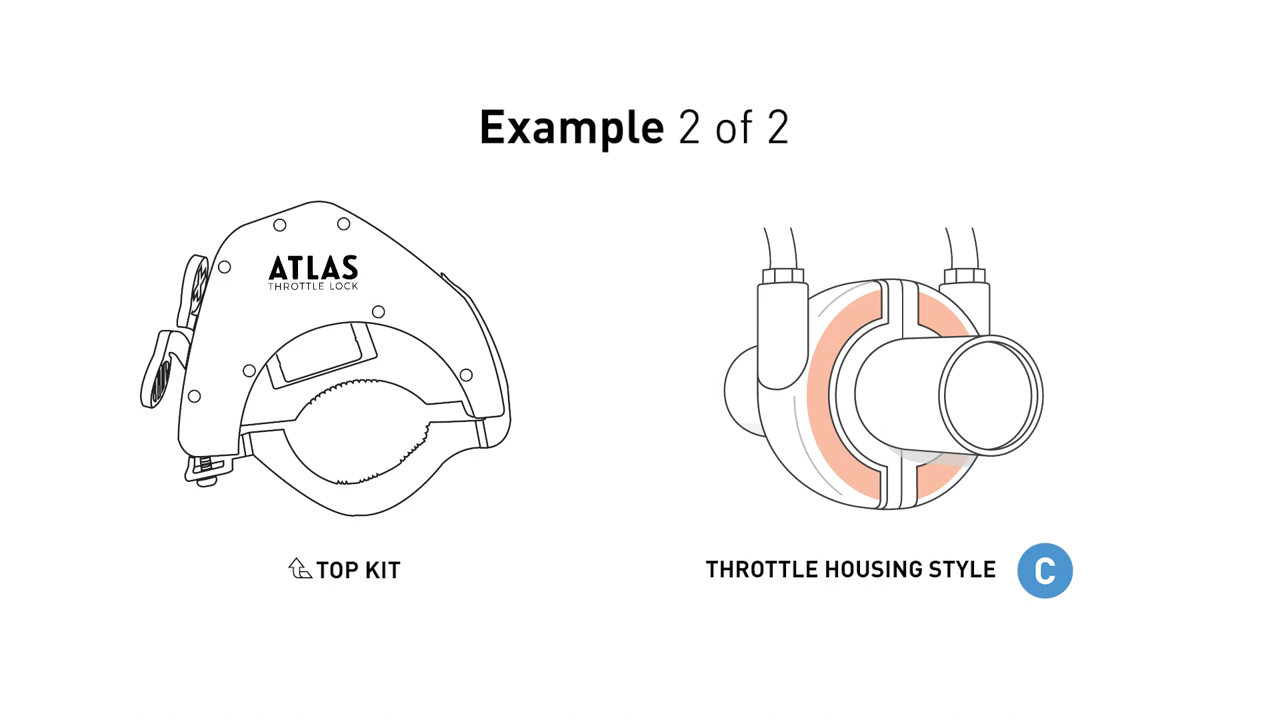 Example 2 of 2
ATLAS
THROTTLE LOCK
TOP KIT
THROTTLE HOUSING STYLE C